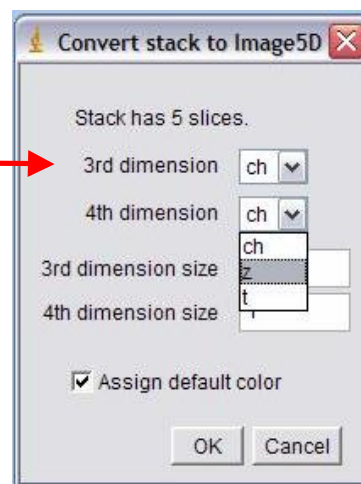 Convert stack to Image5D
Stack has 5 slices.
3rd dimension ch
4th dimension ch
ch
z
t
3rd dimension size
4th dimension size
Assign default color
OK Cancel